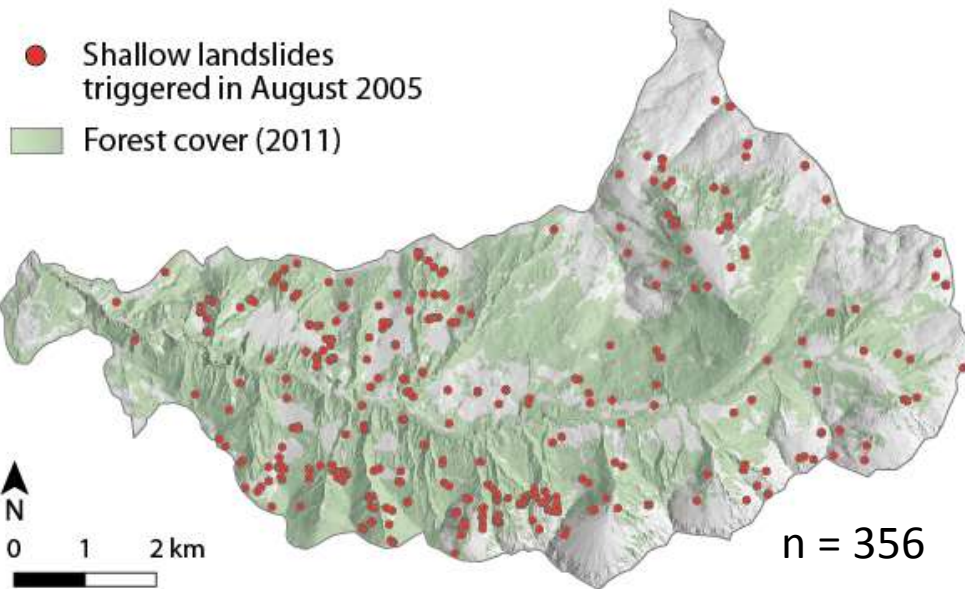 Shallow landslides
triggered in August 2005
Forest cover (2011)
N
0 1 2 km
n = 356